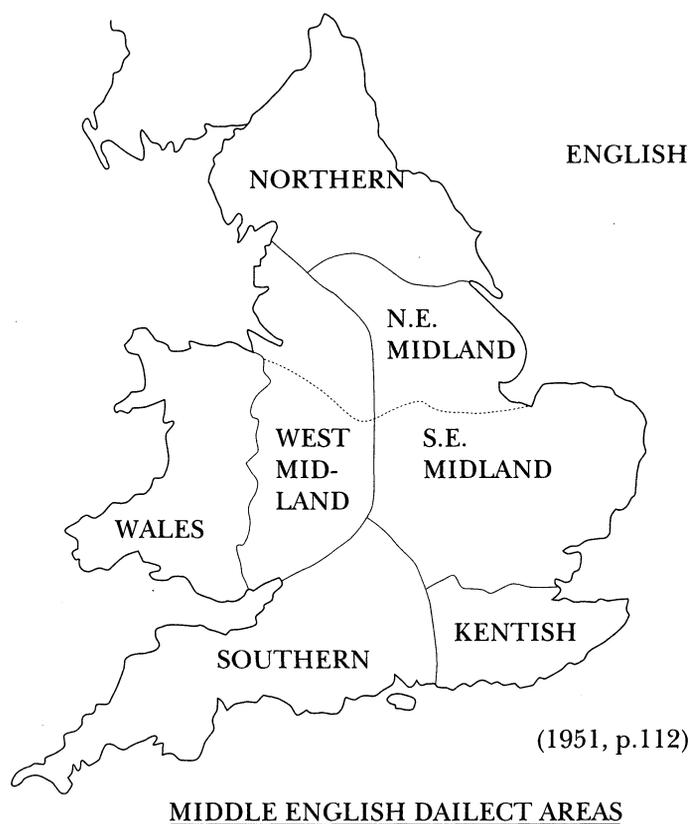 ENGLISH
NORTHERN
N.E.
MIDLAND
WEST
MID-
LAND
S.E.
MIDLAND
WALES
KENTISH
SOUTHERN
(1951, p.112)
MIDDLE ENGLISH DAILECT AREAS